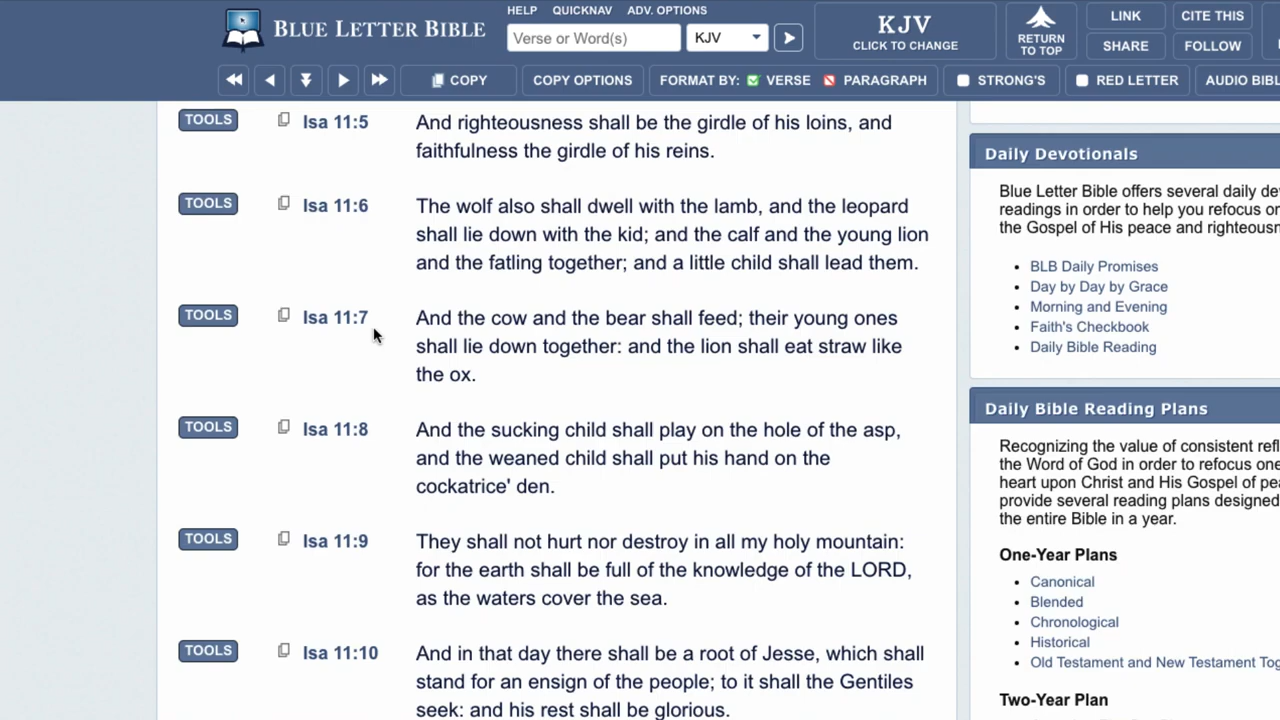 BLUE LETTER BIBLE
HELP QUICKNAV ADV. OPTIONS
Verse or Word(s) KJV
KJV
CLICK TO CHANGE
RETURN
TO TOP
LINK
CITE THIS
SHARE
FOLLOW
COPY
COPY OPTIONS
FORMAT BY: VERSE PARAGRAPH
STRONG'S
RED LETTER
AUDIO
TOOLS Isa 11:5 And righteousness shall be the girdle of his loins, and
faithfulness the girdle of his reins.
TOOLS Isa 11:6 The wolf also shall dwell with the lamb, and the leopard
shall lie down with the kid; and the calf and the young lion
and the fatling together; and a little child shall lead them.
TOOLS Isa 11:7 And the cow and the bear shall feed; their young ones
shall lie down together: and the lion shall eat straw like
the ox.
TOOLS Isa 11:8 And the sucking child shall play on the hole of the asp,
and the weaned child shall put his hand on the
cockatrice' den.
TOOLS Isa 11:9 They shall not hurt nor destroy in all my holy mountain:
for the earth shall be full of the knowledge of the LORD,
as the waters cover the sea.
TOOLS Isa 11:10 And in that day there shall be a root of Jesse, which shall
stand for an ensign of the people; to it shall the Gentiles
seek: and his rest shall be glorious.
Daily Devotionals
Blue Letter Bible offers several daily
readings in order to help you refocus
the Gospel of His peace and
BLB Daily Promises
Day by Day by Grace
Morning and Evening
Faith's Checkbook
Daily Bible Reading
Daily Bible Reading Plans
Recognizing the value of consistent
the Word of God in order to refocus
heart upon Christ and His Gospel of
provide several reading plans designed
the entire Bible in a year.
One-Year Plans
Canonical
Blended
Chronological
Historical
Old Testament and New Testament
Two-Year Plan